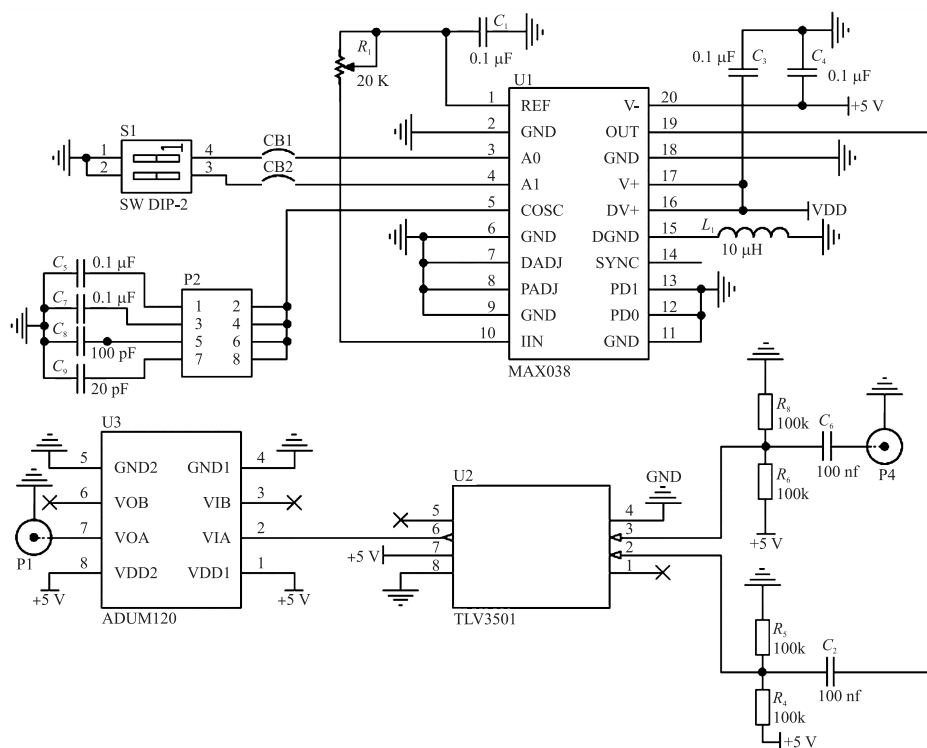 R1
20 K
C1
0.1 μF
0.1 μF
C3
C4
0.1 μF
+5 V
U1
1 REF V- 20
2 GND OUT 19
3 A0 GND 18
4 A1 V+ 17
5 COSC DV+ 16
6 GND DGND 15
7 DADJ SYNC 14
8 PADJ PD1 13
9 GND PD0 12
10 IIN GND 11
MAX038
VDD
L1
10 μH
S1
1 4
2 3
1
SW DIP-2
CB1
CB2
C5 0.1 μF
C7 0.1 μF
C8 100 pF
C9 20 pF
P2
1 2
3 4
5 6
7 8
U3
5 GND2 GND1 4
6 VOB VIB 3
7 VOA VIA 2
8 VDD2 VDD1 1
ADUM120
P1
+5 V
+5 V
U2
5 4
6 3
7 2
8 1
TLV3501
+5 V
GND
R8
100k
R6
100k
+5 V
C6
100 nf
P4
R5
100k
R4
100k
+5 V
C2
100 nf